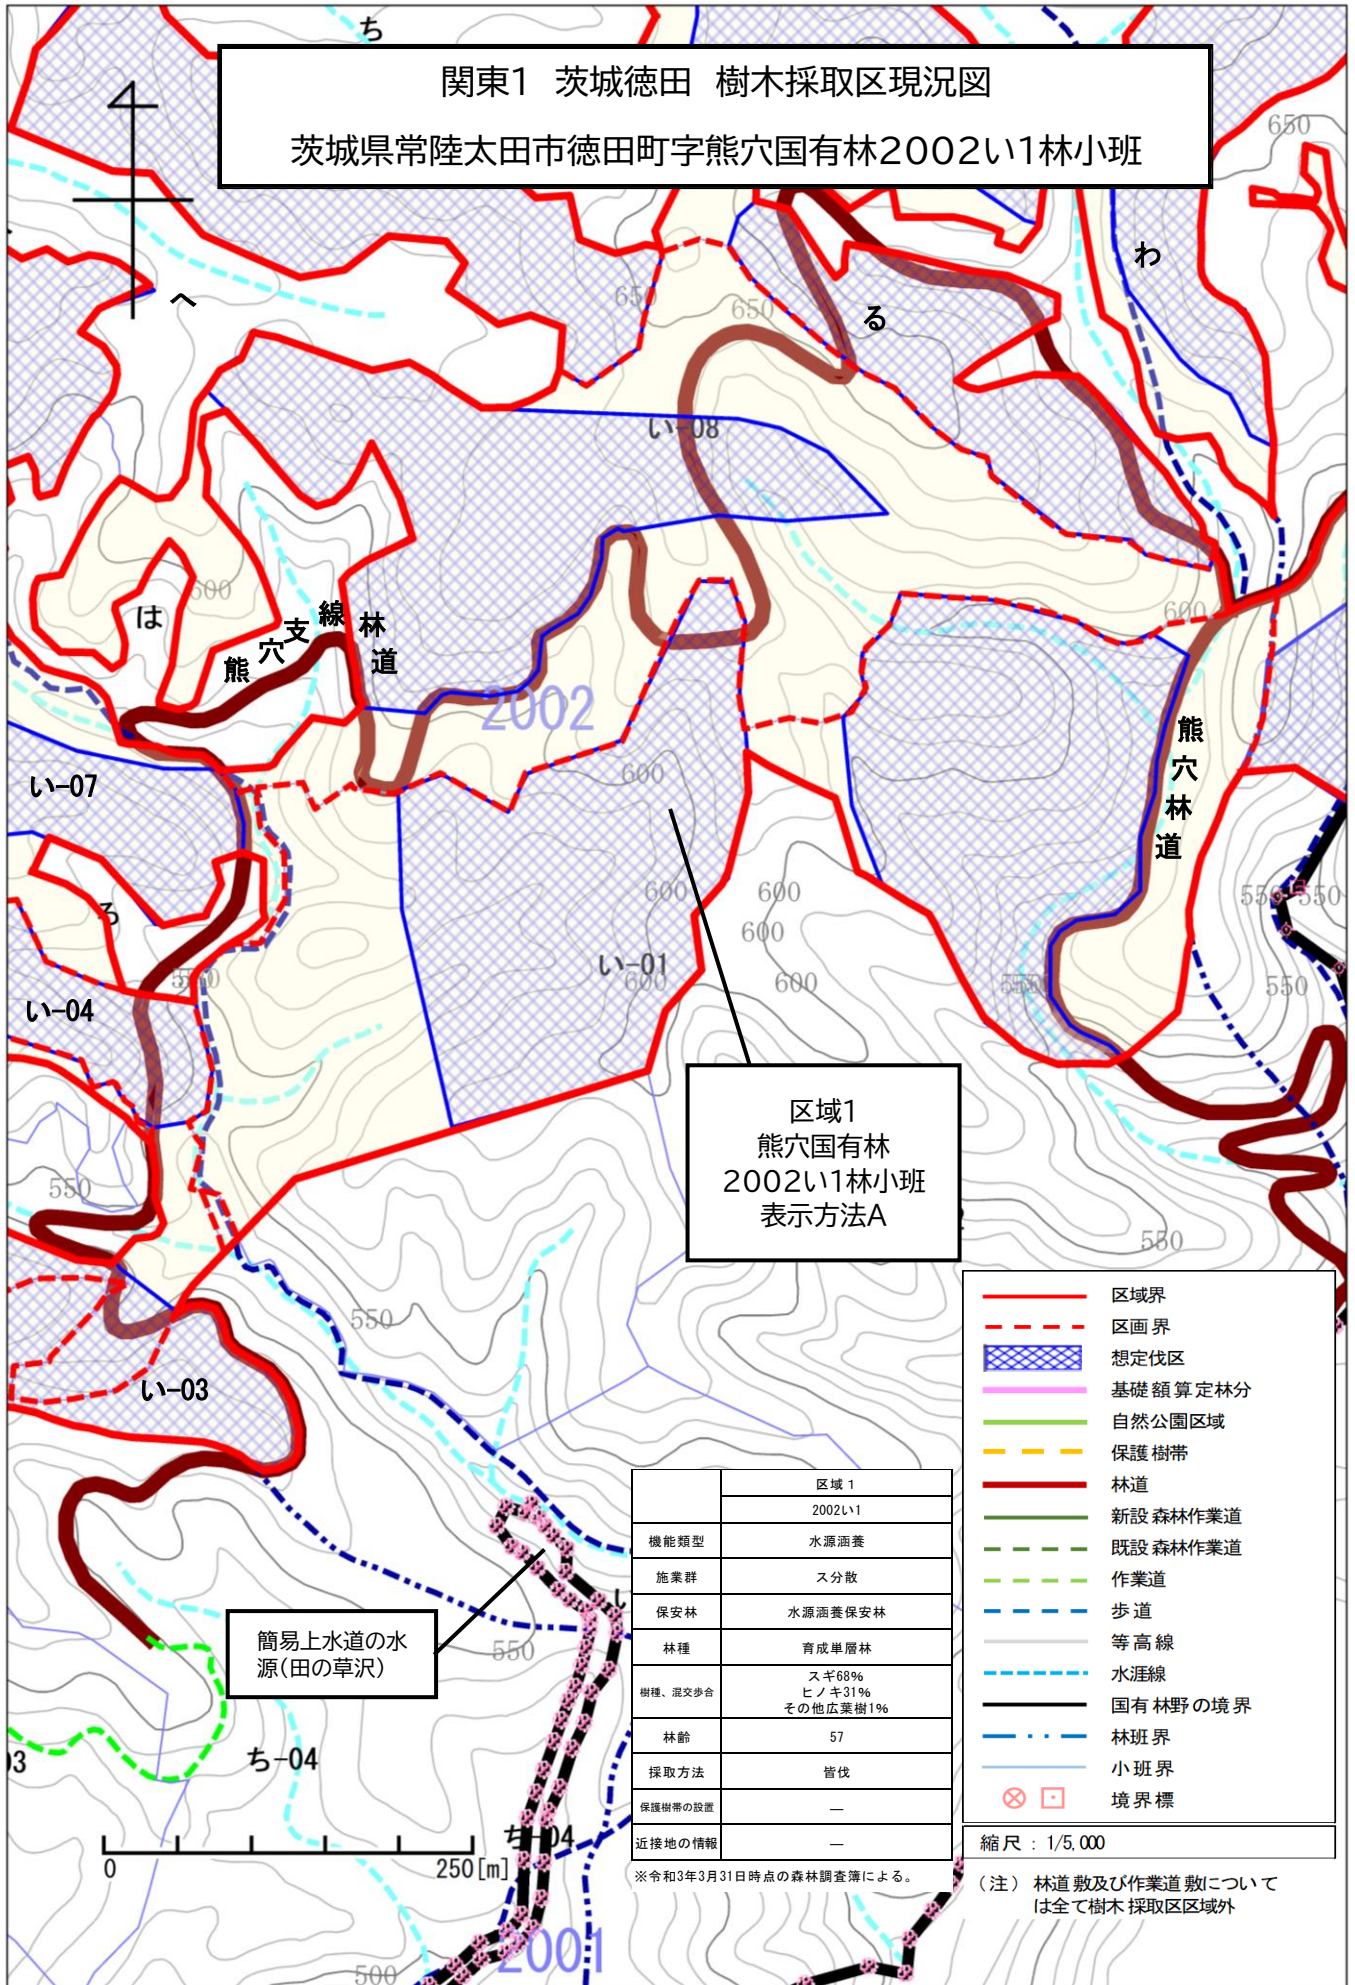 ち
関東1 茨城徳田 樹木採取区現況図
茨城県常陸太田市徳田町字熊穴国有林2002い1林小班
650
わ
へ
650
650
る
い-08
600
は
600
熊穴支線林道
2002
熊穴林道
600
い-07
600
600
550
550
ろ
600
い-01
600
600
550
550
い-04
区域1
熊穴国有林
2002い1林小班
表示方法A
550
550
550
い-03
区域界
区画界
想定伐区
基礎額算定林分
自然公園区域
保護樹帯
林道
新設森林作業道
既設森林作業道
作業道
歩道
等高線
水涯線
国有林野の境界
林班界
小班界
境界標
縮尺：1/5,000
（注）林道敷及び作業道敷について
は全て樹木採取区区域外
区域1
2002い1
機能類型 水源涵養
施業群 ス分散
保安林 水源涵養保安林
林種 育成単層林
樹種、混交歩合 スギ68%
ヒノキ31%
その他広葉樹1%
林齢 57
採取方法 皆伐
保護樹帯の設置 ―
近接地の情報 ―
※令和3年3月31日時点の森林調査簿による。
簡易上水道の水
源(田の草沢)
550
ち-04
03
ち-04
0 250[m]
2001
500